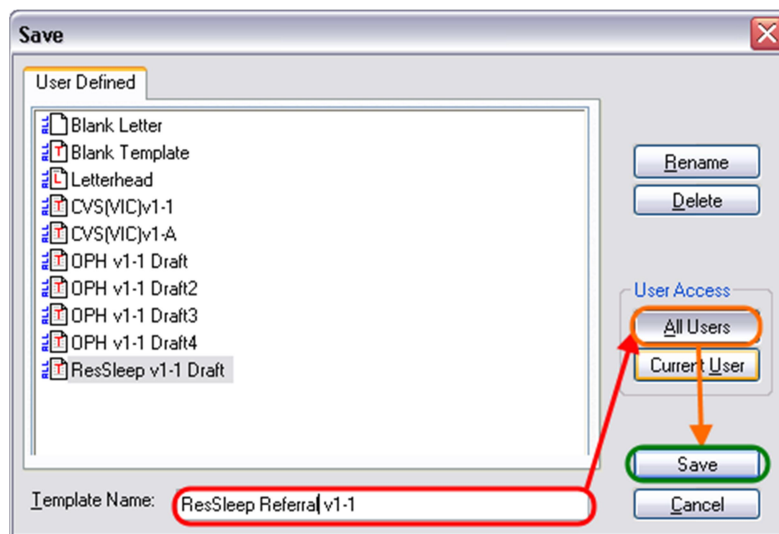 Save
User Defined
Blank Letter
Blank Template
Letterhead
CVS(VIC)v1-1
CVS(VIC)v1-A
OPH v1-1 Draft
OPH v1-1 Draft2
OPH v1-1 Draft3
OPH v1-1 Draft4
ResSleep v1-1 Draft
Rename
Delete
User Access
All Users
Current User
Save
Template Name: ResSleep Referral v1-1
Cancel